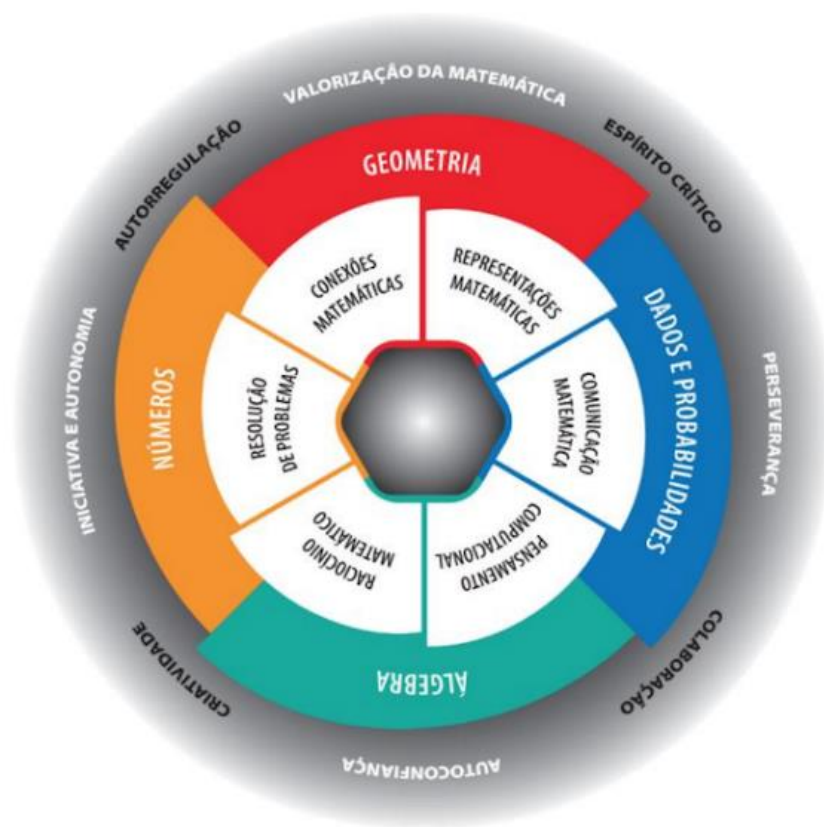 VALORIZAÇÃO DA MATEMÁTICA
ESPÍRITO CRÍTICO
PERSEVERANÇA
COLABORAÇÃO
AUTOCONFIANÇA
CRIATIVIDADE
INICIATIVA E AUTONOMIA
AUTORREGULAÇÃO
GEOMETRIA
DADOS E PROBABILIDADES
ÁLGEBRA
NÚMEROS
CONEXÕES
MATEMÁTICAS
REPRESENTAÇÕES
MATEMÁTICAS
COMUNICAÇÃO
MATEMÁTICA
PENSAMENTO
COMPUTACIONAL
RACIOCÍNIO
MATEMÁTICO
RESOLUÇÃO
DE PROBLEMAS